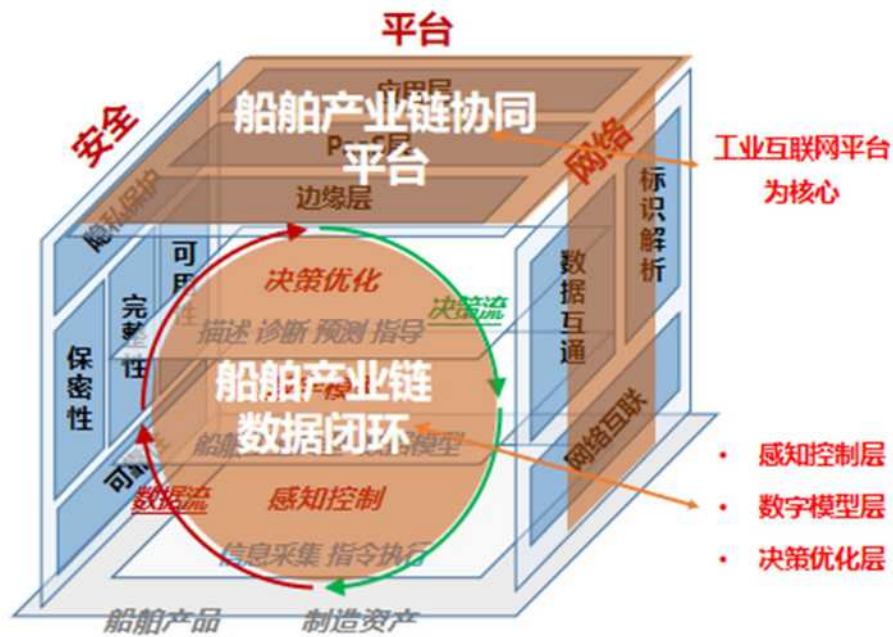 平台
安全
应用层
船舶产业链协同
平台
网络
边缘层
隐私保护
工业互联网平台
为核心
标识解析
数据互通
网络互联
可用性
完整性
保密性
决策优化
决策流
描述 诊断 预测 指导
船舶产业链
数据闭环
数据流
感知控制
信息采集 指令执行
• 感知控制层
• 数字模型层
• 决策优化层
船舶产品
制造资产